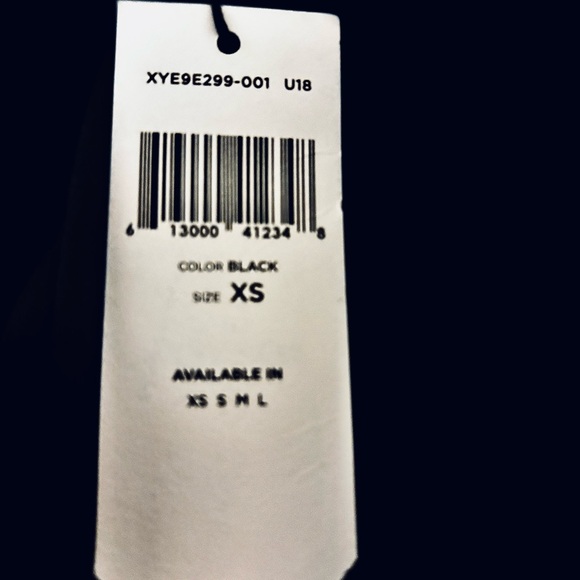 XYE9E299-001 U18
6 13000 41234 8
COLOR BLACK
SIZE XS
AVAILABLE IN
XS S M L